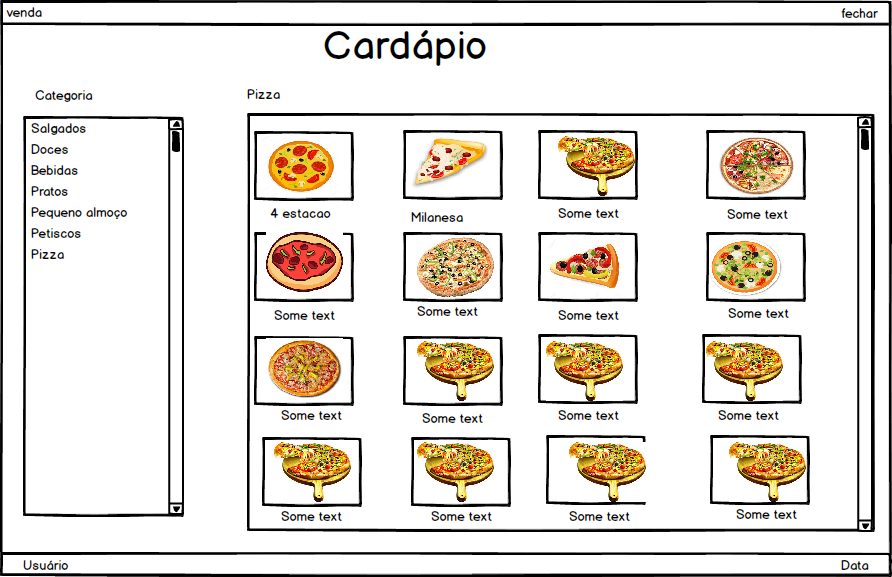 venda
fechar
Cardápio
Categoria
Pizza
Salgados
Doces
Bebidas
Pratos
Pequeno almoço
Petiscos
Pizza
4 estacao
Milanesa
Some text
Some text
Some text
Some text
Some text
Some text
Some text
Some text
Some text
Some text
Some text
Some text
Some text
Some text
Usuário
Data